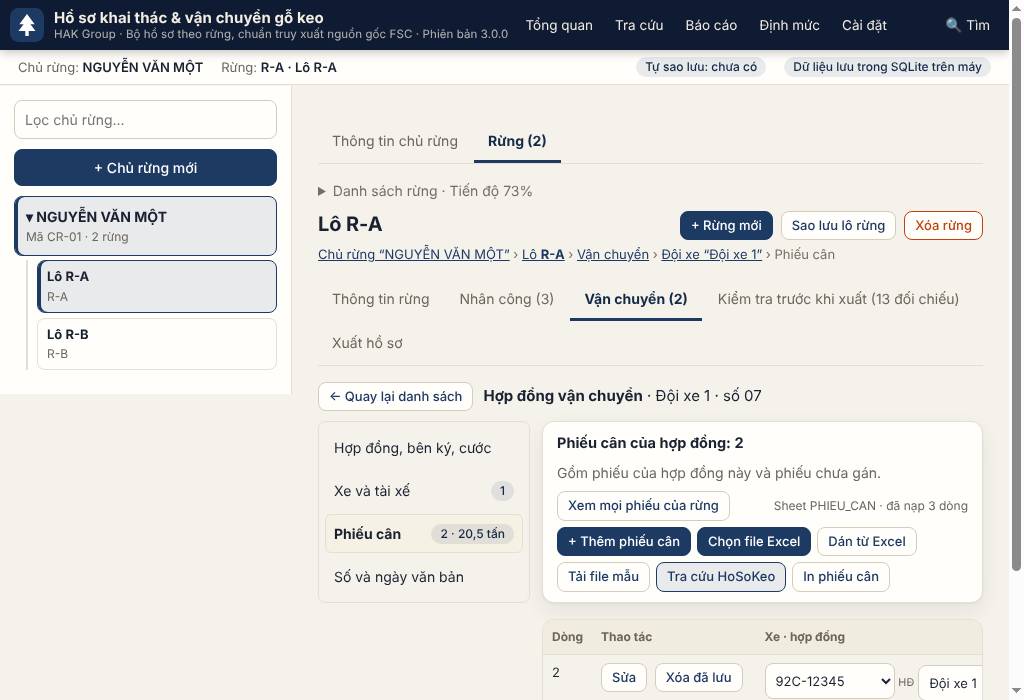 Hồ sơ khai thác & vận chuyển gỗ keo
HAK Group · Bộ hồ sơ theo rừng, chuẩn truy xuất nguồn gốc FSC · Phiên bản 3.0.0
Tổng quan
Tra cứu
Báo cáo
Định mức
Cài đặt
Tìm
Chủ rừng: NGUYỄN VĂN MỘT
Rừng: R-A · Lô R-A
Tự sao lưu: chưa có
Dữ liệu lưu trong SQLite trên máy
Lọc chủ rừng...
+ Chủ rừng mới
▾ NGUYỄN VĂN MỘT
Mã CR-01 · 2 rừng
Lô R-A
R-A
Lô R-B
R-B
Thông tin chủ rừng
Rừng (2)
▶ Danh sách rừng · Tiến độ 73%
Lô R-A
+ Rừng mới
Sao lưu lô rừng
Xóa rừng
Chủ rừng “NGUYỄN VĂN MỘT” › Lô R-A › Vận chuyển › Đội xe “Đội xe 1” › Phiếu cân
Thông tin rừng
Nhân công (3)
Vận chuyển (2)
Kiểm tra trước khi xuất (13 đối chiếu)
Xuất hồ sơ
← Quay lại danh sách
Hợp đồng vận chuyển · Đội xe 1 · số 07
Hợp đồng, bên ký, cước
Xe và tài xế
1
Phiếu cân
2 · 20,5 tấn
Số và ngày văn bản
Phiếu cân của hợp đồng: 2
Gồm phiếu của hợp đồng này và phiếu chưa gán.
Xem mọi phiếu của rừng
Sheet PHIEU_CAN · đã nạp 3 dòng
+ Thêm phiếu cân
Chọn file Excel
Dán từ Excel
Tải file mẫu
Tra cứu HoSoKeo
In phiếu cân
Dòng
Thao tác
Xe · hợp đồng
2
Sửa
Xóa đã lưu
92C-12345
HĐ
Đội xe 1